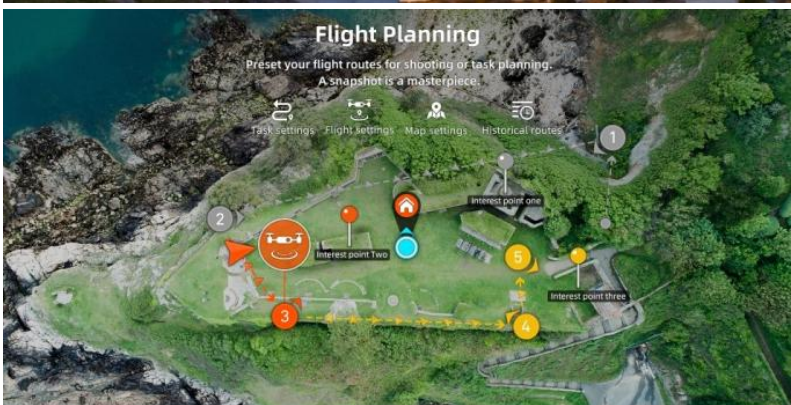 Flight Planning
Preset your flight routes for shooting or task planning.
A snapshot is a masterpiece.
Task settings Flight settings Map settings Historical routes
1
Interest point one
2
Interest point Two
5
Interest point three
3
4